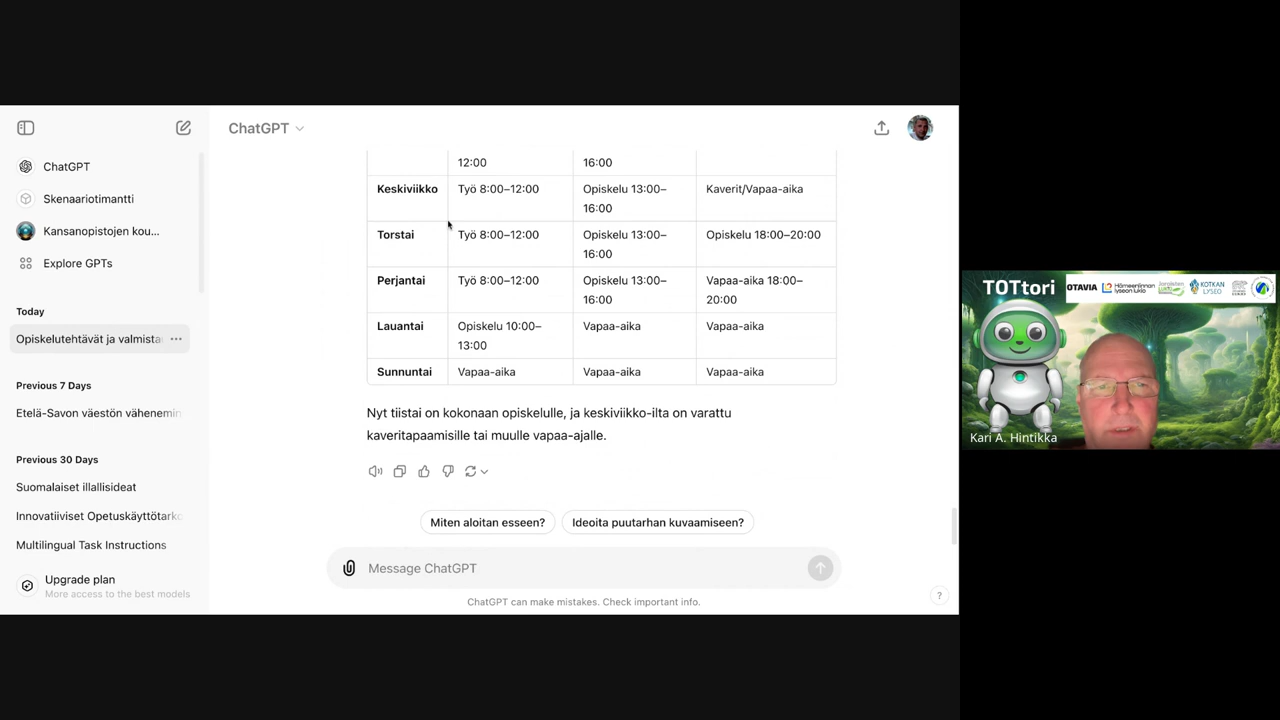 ChatGPT
ChatGPT
Skenaariotimantti
Kansanopistojen kou...
Explore GPTs
Today
Opiskelutehtävät ja valmista
Previous 7 Days
Etelä-Savon väestön vähenemin
Previous 30 Days
Suomalaiset illallisideat
Innovatiiviset Opetuskäyttötarko
Multilingual Task Instructions
Upgrade plan
More access to the best models
12:00 16:00
Keskiviikko Työ 8:00–12:00 Opiskelu 13:00– Kaverit/Vapaa-aika
16:00
Torstai Työ 8:00–12:00 Opiskelu 13:00– Opiskelu 18:00–20:00
16:00
Perjantai Työ 8:00–12:00 Opiskelu 13:00– Vapaa-aika 18:00–
16:00 20:00
Lauantai Opiskelu 10:00– Vapaa-aika Vapaa-aika
13:00
Sunnuntai Vapaa-aika Vapaa-aika Vapaa-aika
Nyt tiistai on kokonaan opiskelulle, ja keskiviikko-ilta on varattu
kaveritapaamisille tai muulle vapaa-ajalle.
Miten aloitan esseen? Ideoita puutarhan kuvaamiseen?
Message ChatGPT
ChatGPT can make mistakes. Check important info.
?
TOTtori
OTAVIA
Hämeenlinnan
lyseon lukio
KOTKAN
LYSEO
Kari A. Hintikka